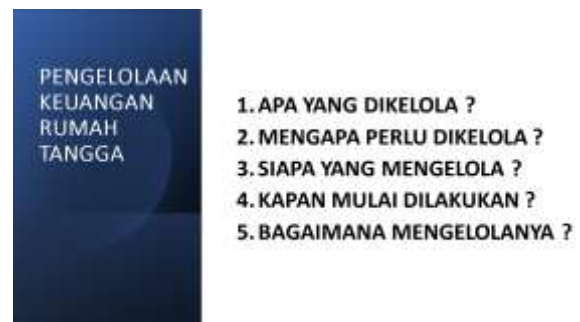 PENGELOLAAN
KEUANGAN
RUMAH
TANGGA
1. APA YANG DIKELOLA ?
2. MENGAPA PERLU DIKELOLA ?
3. SIAPA YANG MENGELOLA ?
4. KAPAN MULAI DILAKUKAN ?
5. BAGAIMANA MENGELOLANYA ?